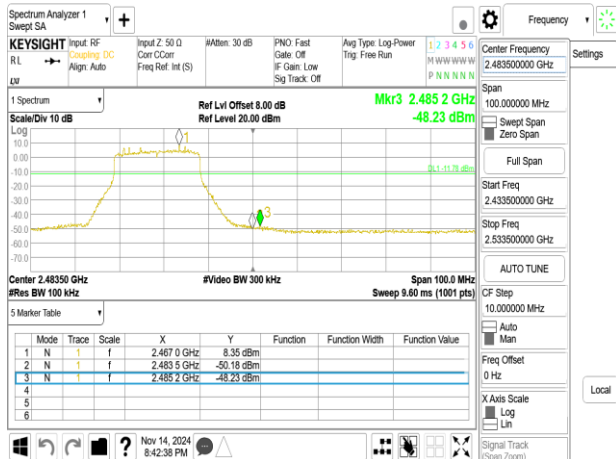 Spectrum Analyzer 1
Swept SA
Frequency
KEYSIGHT
RL
LXI
Input: RF
Coupling: DC
Align: Auto
Input Z: 50 Ω
Corr CCorr
Freq Ref: Int (S)
#Atten: 30 dB
PNO: Fast
Gate: Off
IF Gain: Low
Sig Track: Off
Avg Type: Log-Power
Trig: Free Run
1 2 3 4 5 6
M W W W W W
P N N N N N
1 Spectrum
Scale/Div 10 dB
Ref Lvl Offset 8.00 dB
Ref Level 20.00 dBm
Mkr3 2.485 2 GHz
-48.23 dBm
Log
10.0
0.00
-10.0
-20.0
-30.0
-40.0
-50.0
-60.0
-70.0
1
3
DL1 -11.78 dBm
Center 2.48350 GHz
#Res BW 100 kHz
#Video BW 300 kHz
Span 100.0 MHz
Sweep 9.60 ms (1001 pts)
5 Marker Table
Mode Trace Scale X Y Function Function Width Function Value
1 N 1 f 2.467 0 GHz 8.35 dBm
2 N 1 f 2.483 5 GHz -50.18 dBm
3 N 1 f 2.485 2 GHz -48.23 dBm
4
5
6
Nov 14, 2024
8:42:38 PM
Center Frequency
2.483500000 GHz
Span
100.000000 MHz
Swept Span
Zero Span
Full Span
Start Freq
2.433500000 GHz
Stop Freq
2.533500000 GHz
AUTO TUNE
CF Step
10.000000 MHz
Auto
Man
Freq Offset
0 Hz
X Axis Scale
Log
Lin
Signal Track
(Span Zoom)
Settings
Local